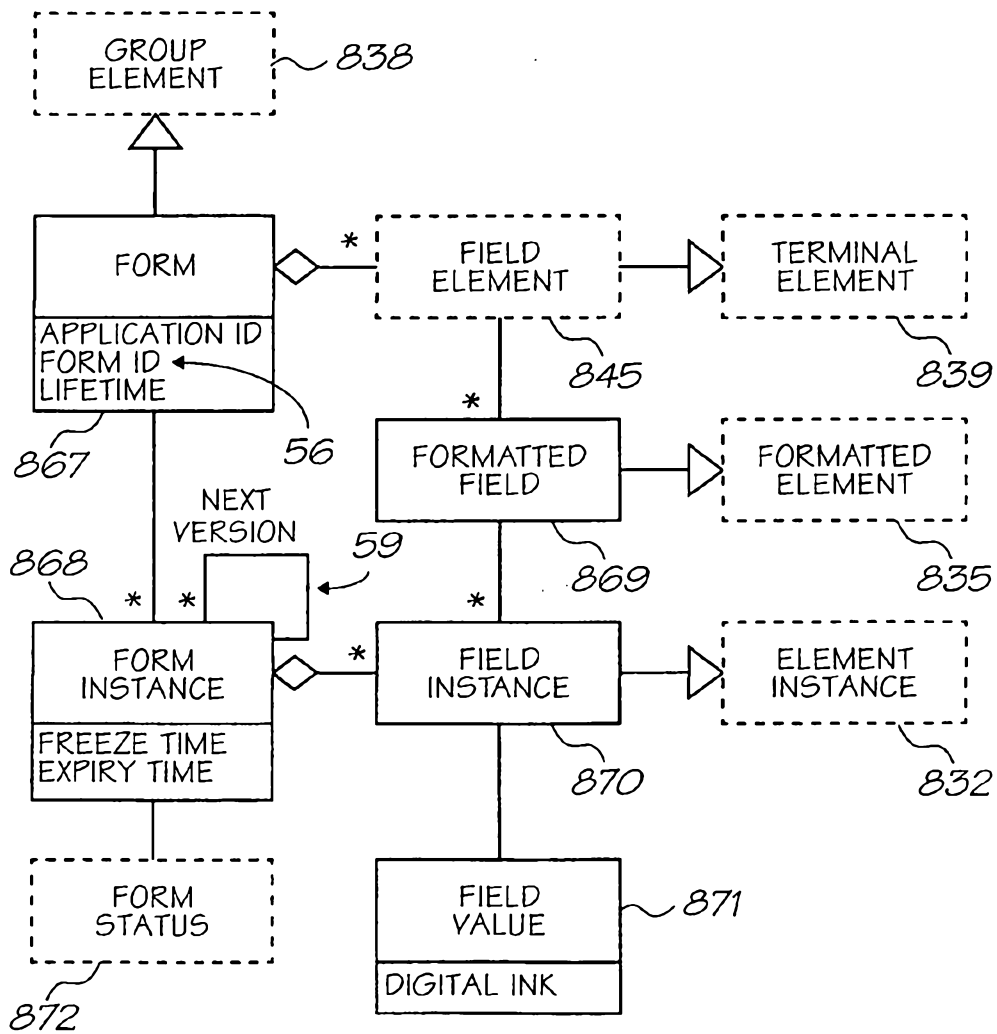 GROUP
ELEMENT
838
FORM
*
FIELD
ELEMENT
TERMINAL
ELEMENT
APPLICATION ID
FORM ID
LIFETIME
845
839
867
56
*
FORMATTED
FIELD
FORMATTED
ELEMENT
NEXT
VERSION
868
59
869
835
*
*
*
FORM
INSTANCE
*
FIELD
INSTANCE
ELEMENT
INSTANCE
FREEZE TIME
EXPIRY TIME
870
832
FORM
STATUS
FIELD
VALUE
871
DIGITAL INK
872